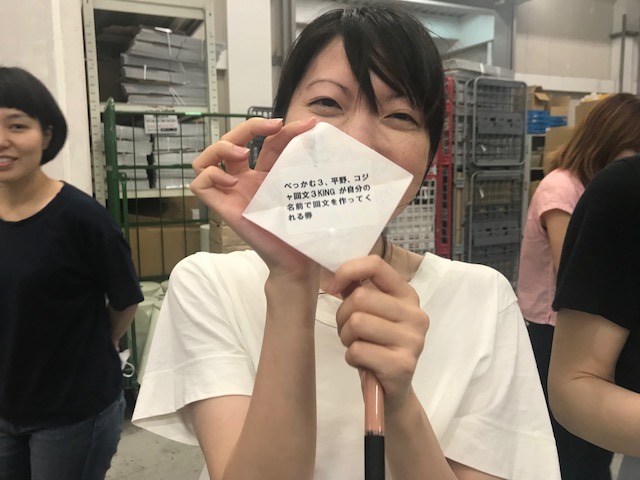 べっかむ３、平野、コジ
ャ回文３KING が自分の
名前で回文を作ってく
れる券